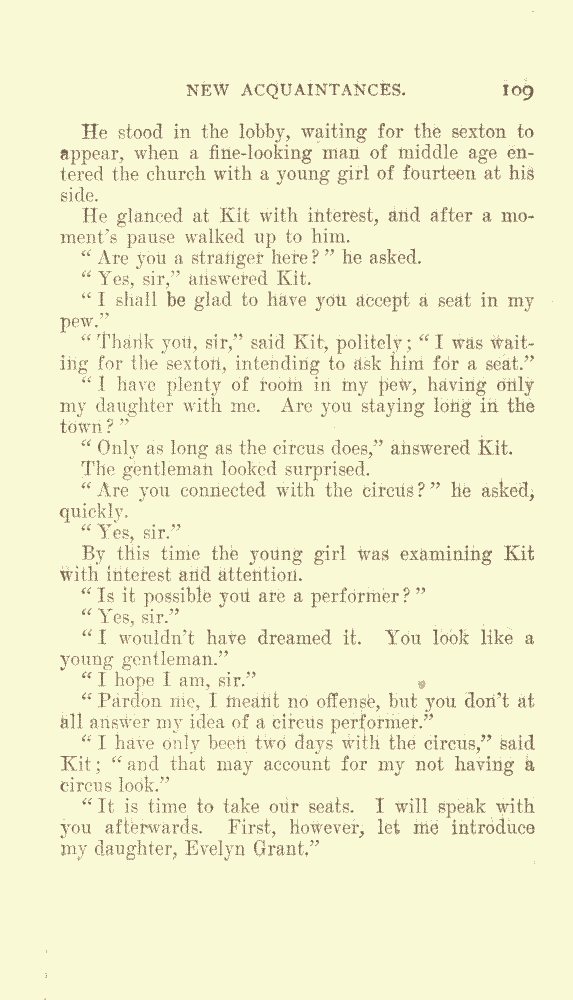 NEW ACQUAINTANCES. 109
He stood in the lobby, waiting for the sexton to
appear, when a fine-looking man of middle age en-
tered the church with a young girl of fourteen at his
side.
He glanced at Kit with interest, and after a mo-
ment's pause walked up to him.
“Are you a stranger here?” he asked.
“Yes, sir,” answered Kit.
“I shall be glad to have you accept a seat in my
pew.”
“Thank you, sir,” said Kit, politely; “I was wait-
ing for the sexton, intending to ask him for a seat.”
“I have plenty of room in my pew, having only
my daughter with me. Are you staying long in the
town?”
“Only as long as the circus does,” answered Kit.
The gentleman looked surprised.
“Are you connected with the circus?” he asked,
quickly.
“Yes, sir.”
By this time the young girl was examining Kit
with interest and attention.
“Is it possible you are a performer?”
“Yes, sir.”
“I wouldn't have dreamed it. You look like a
young gentleman.”
“I hope I am, sir.”
“Pardon me, I meant no offense, but you don't at
all answer my idea of a circus performer.”
“I have only been two days with the circus,” said
Kit; “and that may account for my not having a
circus look.”
“It is time to take our seats. I will speak with
you afterwards. First, however, let me introduce
my daughter, Evelyn Grant.”